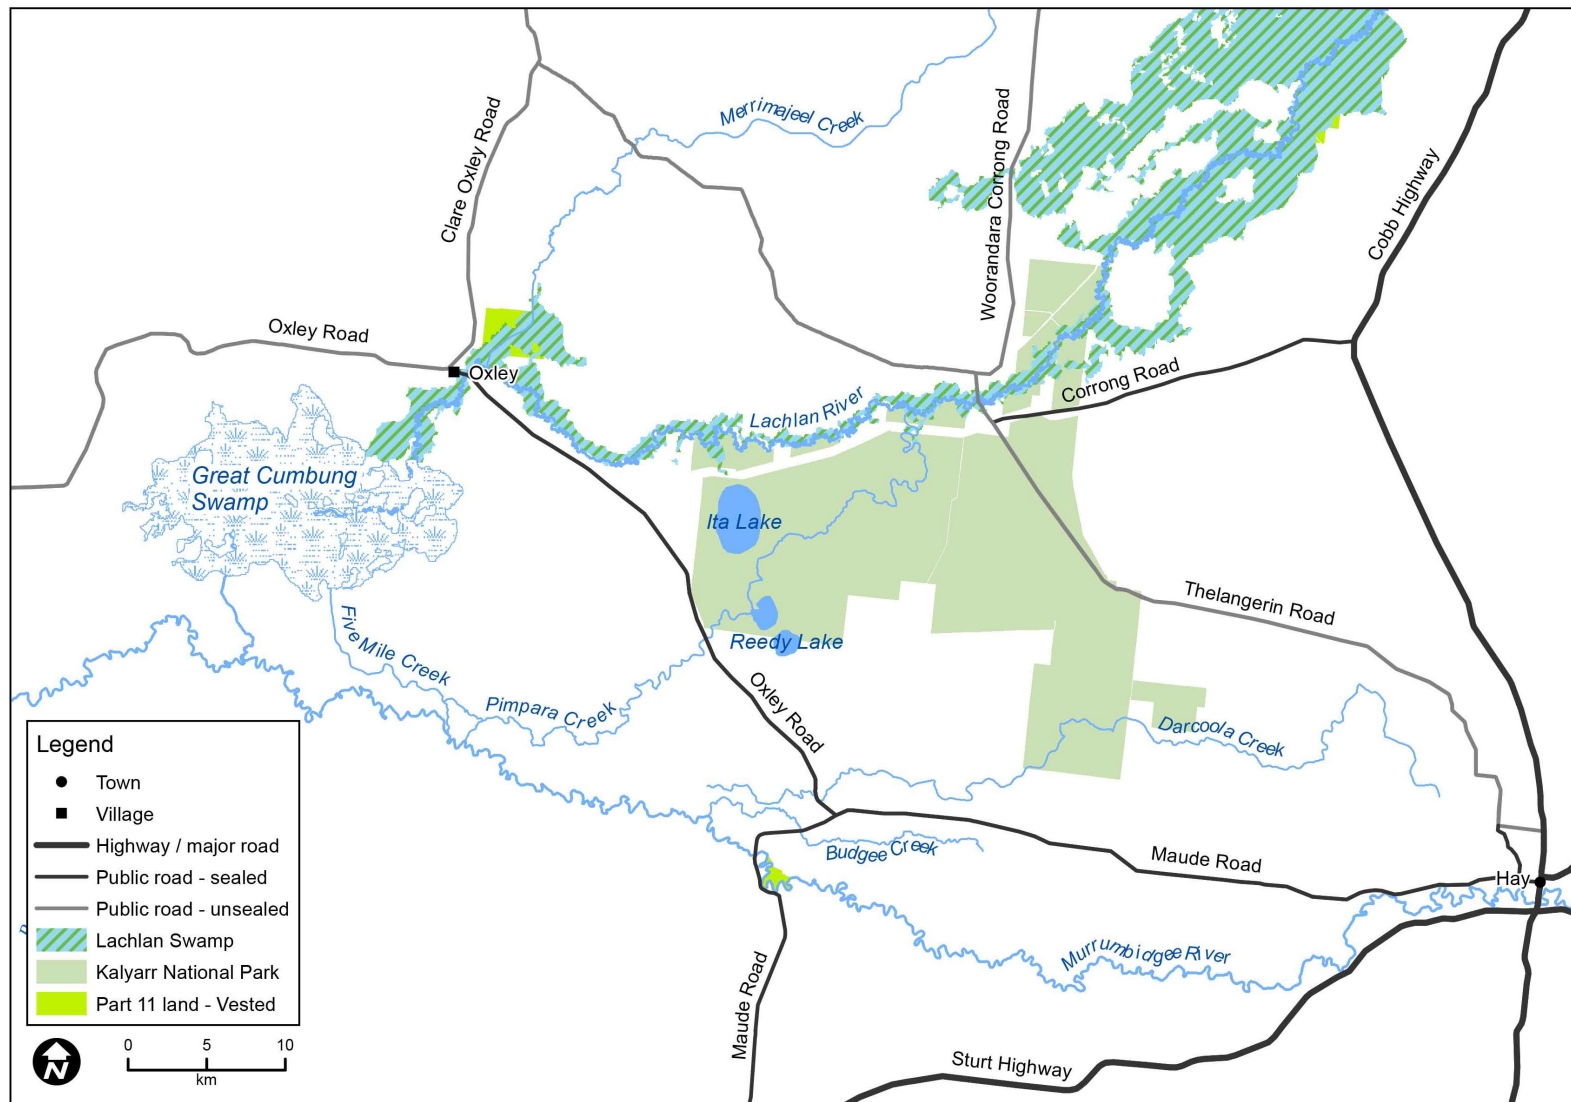 Merrimajeel Creek
Clare Oxley Road
Woorandara Corrong Road
Cobb Highway
Oxley Road
Oxley
Corrong Road
Lachlan River
Great Cumbung
Swamp
Ita Lake
Thelangerin Road
Five Mile Creek
Reedy Lake
Pimpara Creek
Oxley Road
Darcoola Creek
Budgee Creek
Maude Road
Hay
Murrumbidgee River
Maude Road
Sturt Highway
Legend
Town
Village
Highway / major road
Public road - sealed
Public road - unsealed
Lachlan Swamp
Kalyarr National Park
Part 11 land - Vested
N
0 5 10
km